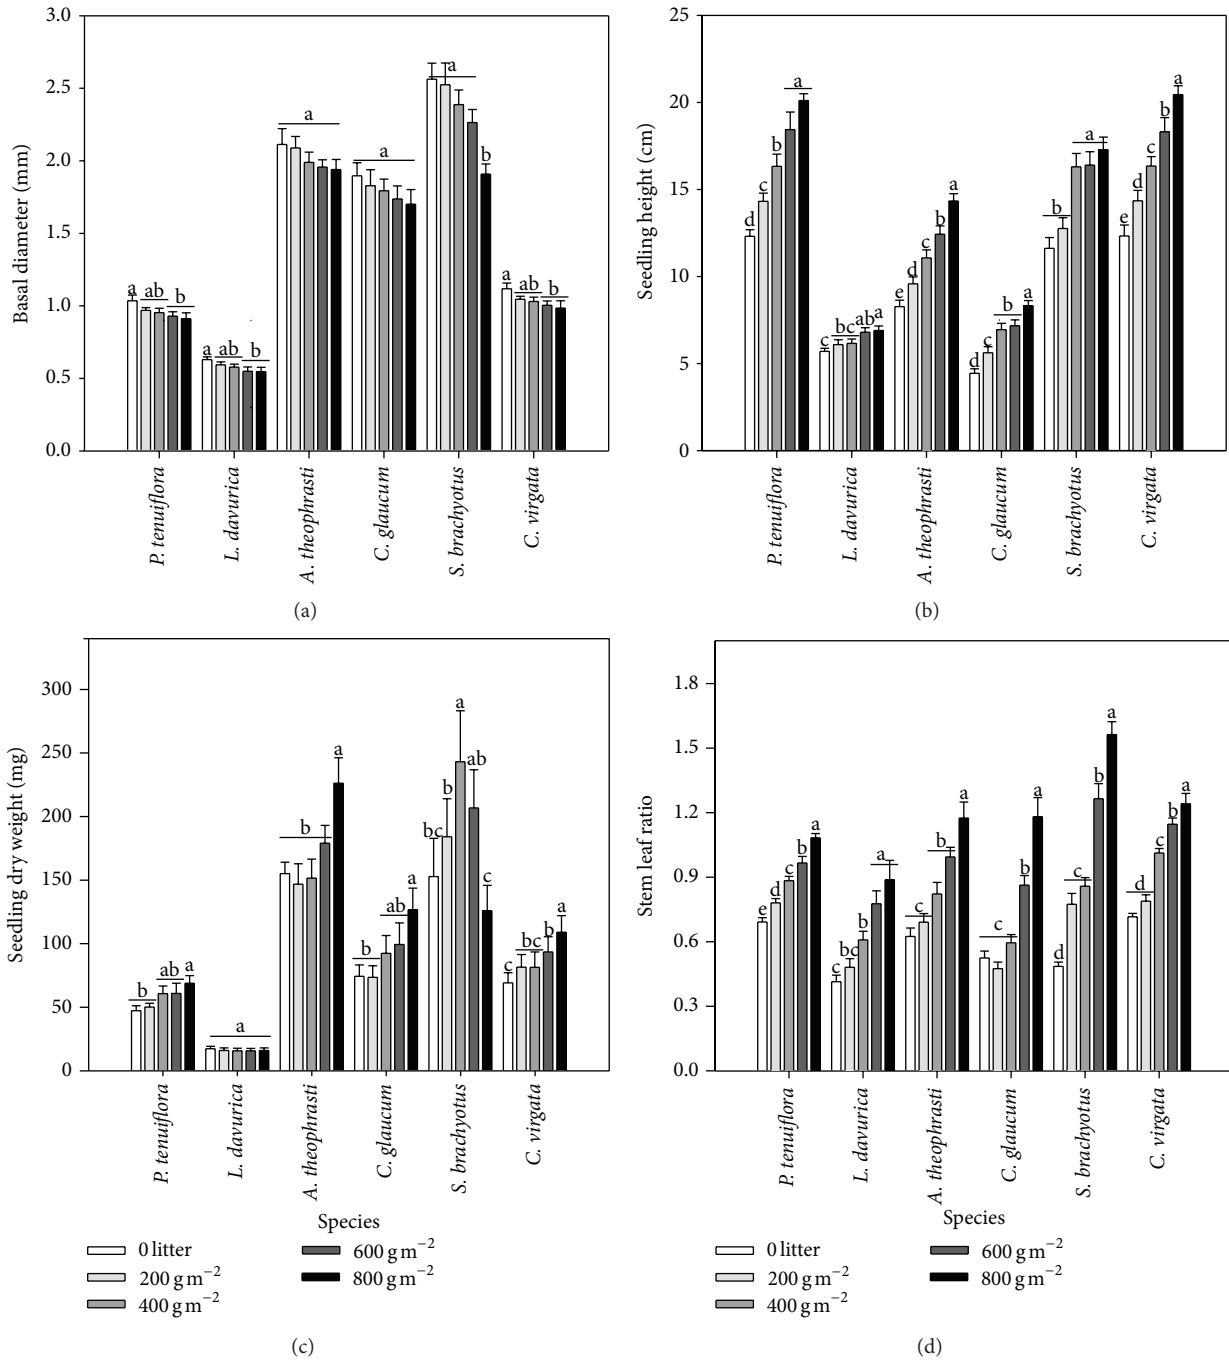 3.0
2.5
2.0
1.5
1.0
0.5
0.0
Basal diameter (mm)
a ab b
a ab b
a
a
a b
a ab b
P. tenuiflora
L. davurica
A. theophrasti
C. glaucum
S. brachyotus
C. virgata
(a)
25
20
15
10
5
0
Seedling height (cm)
d c b a
c bc ab a
e d c b a
d c b a
b a
e d c b a
P. tenuiflora
L. davurica
A. theophrasti
C. glaucum
S. brachyotus
C. virgata
(b)
300
250
200
150
100
50
0
Seedling dry weight (mg)
b ab a
a
b a
b ab a
bc b a ab c
c bc b a
P. tenuiflora
L. davurica
A. theophrasti
C. glaucum
S. brachyotus
C. virgata
Species
0 litter
200 g m⁻²
400 g m⁻²
600 g m⁻²
800 g m⁻²
(c)
1.8
1.5
1.2
0.9
0.6
0.3
0.0
Stem leaf ratio
e d c b a
c bc b a
c b a
c b a
d c b a
d c b a
P. tenuiflora
L. davurica
A. theophrasti
C. glaucum
S. brachyotus
C. virgata
Species
0 litter
200 g m⁻²
400 g m⁻²
600 g m⁻²
800 g m⁻²
(d)